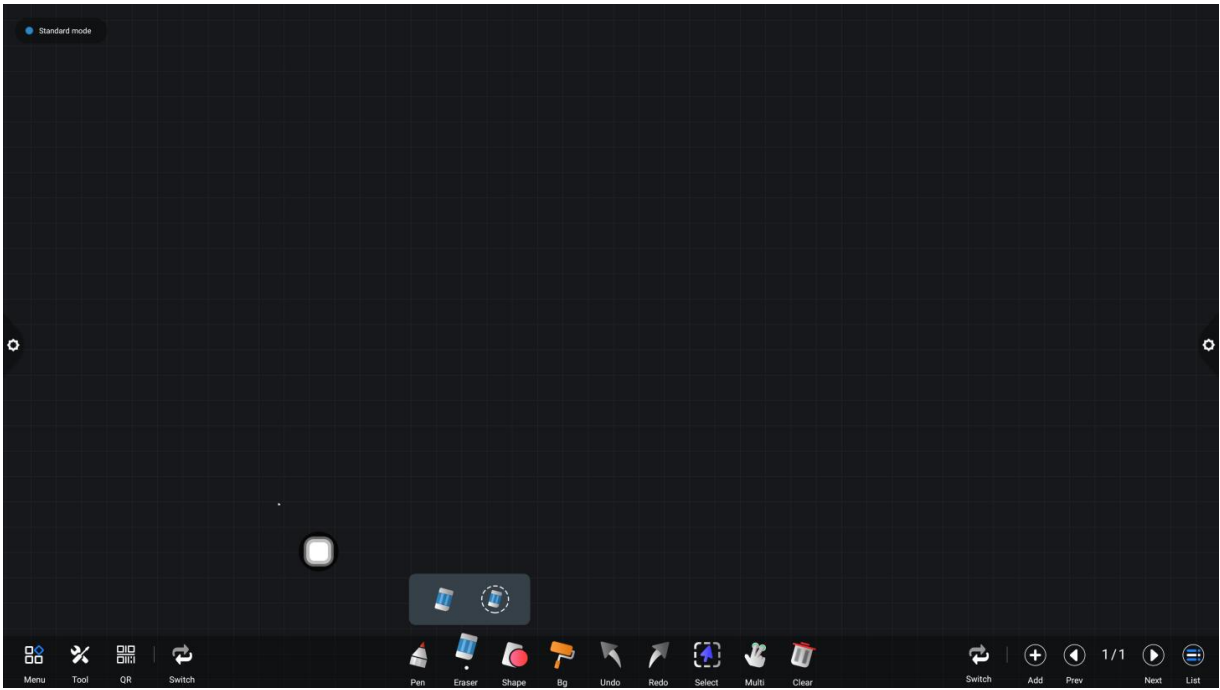 Standard mode
1/1
Menu Tool QR Switch Pen Eraser Shape Bg Undo Redo Select Multi Clear Switch Add Prev Next List